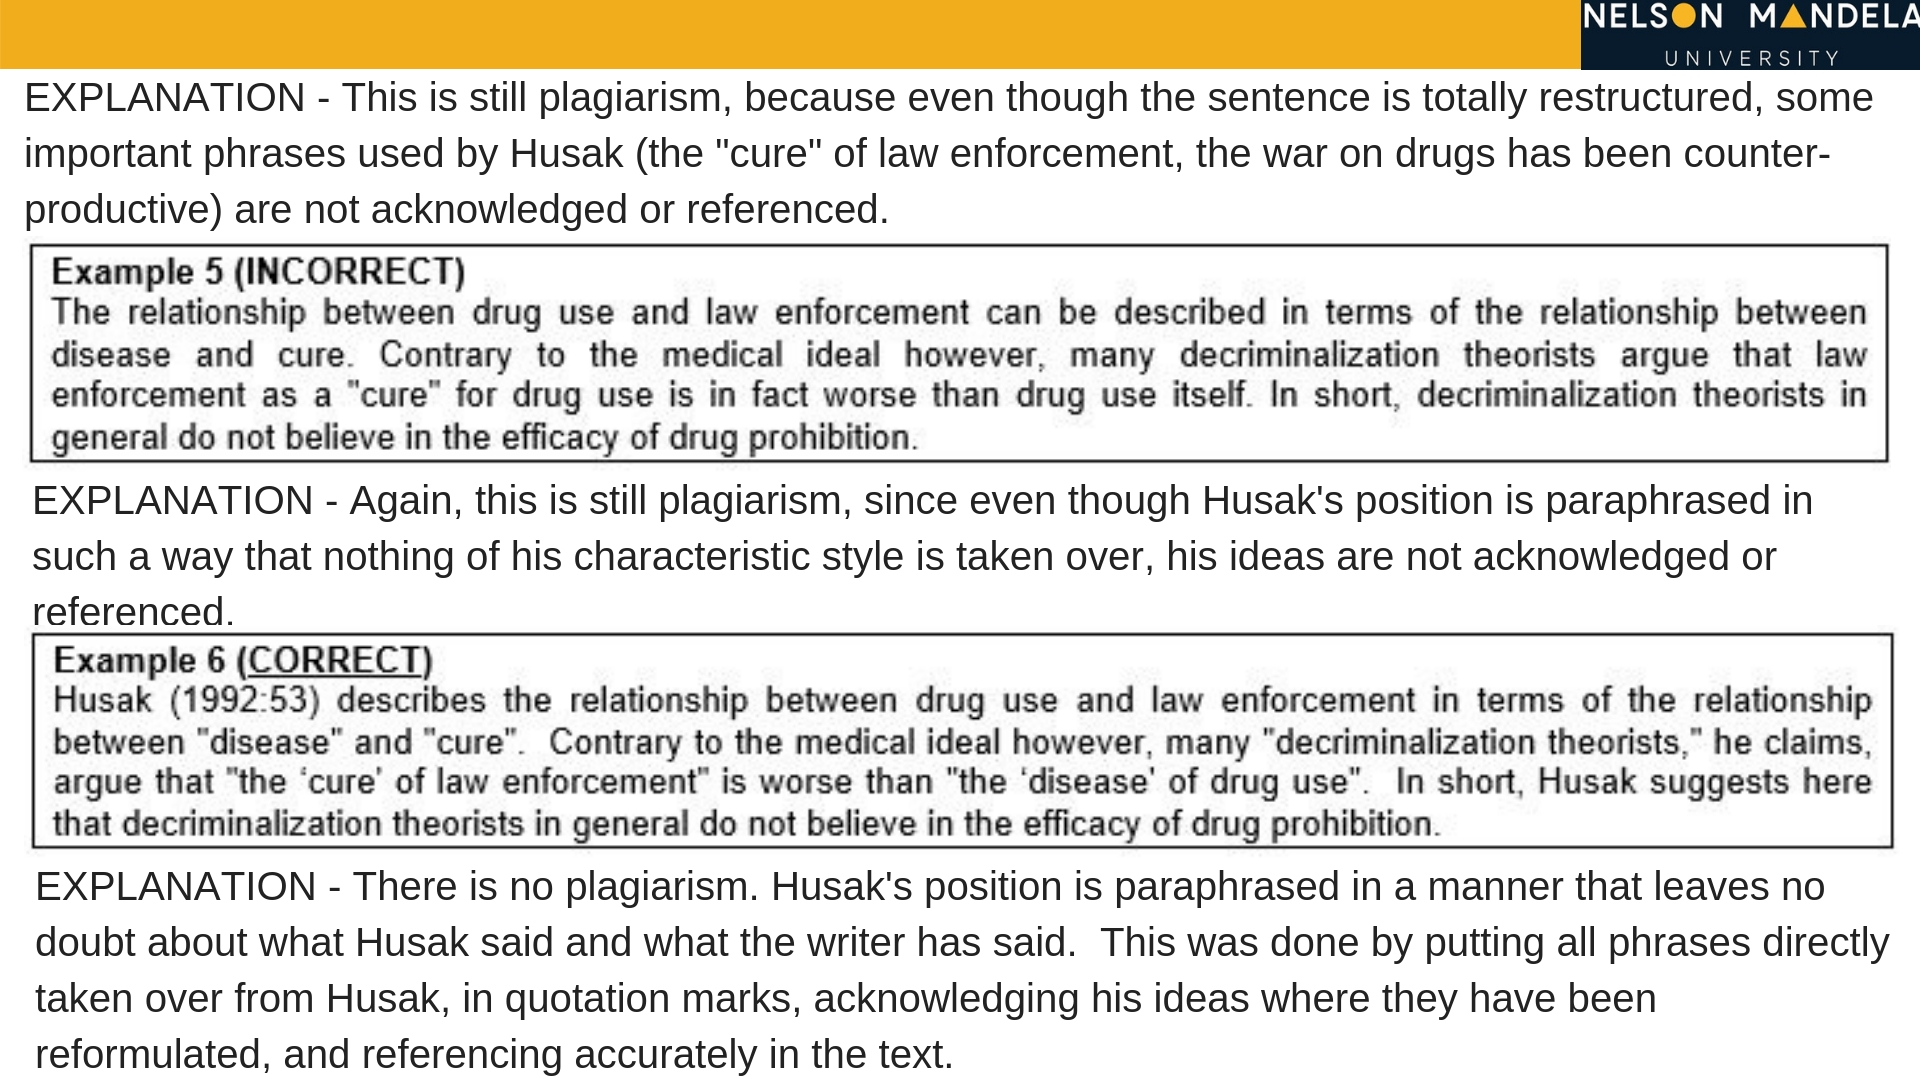 NELSON MANDELA
UNIVERSITY
EXPLANATION - This is still plagiarism, because even though the sentence is totally restructured, some
important phrases used by Husak (the "cure" of law enforcement, the war on drugs has been counter-
productive) are not acknowledged or referenced.
Example 5 (INCORRECT)
The relationship between drug use and law enforcement can be described in terms of the relationship between
disease and cure. Contrary to the medical ideal however, many decriminalization theorists argue that law
enforcement as a "cure" for drug use is in fact worse than drug use itself. In short, decriminalization theorists in
general do not believe in the efficacy of drug prohibition.
EXPLANATION - Again, this is still plagiarism, since even though Husak's position is paraphrased in
such a way that nothing of his characteristic style is taken over, his ideas are not acknowledged or
referenced.
Example 6 (CORRECT)
Husak (1992:53) describes the relationship between drug use and law enforcement in terms of the relationship
between "disease" and "cure".  Contrary to the medical ideal however, many "decriminalization theorists," he claims,
argue that "the ‘cure’ of law enforcement" is worse than "the ‘disease’ of drug use".  In short, Husak suggests here
that decriminalization theorists in general do not believe in the efficacy of drug prohibition.
EXPLANATION - There is no plagiarism. Husak's position is paraphrased in a manner that leaves no
doubt about what Husak said and what the writer has said.  This was done by putting all phrases directly
taken over from Husak, in quotation marks, acknowledging his ideas where they have been
reformulated, and referencing accurately in the text.